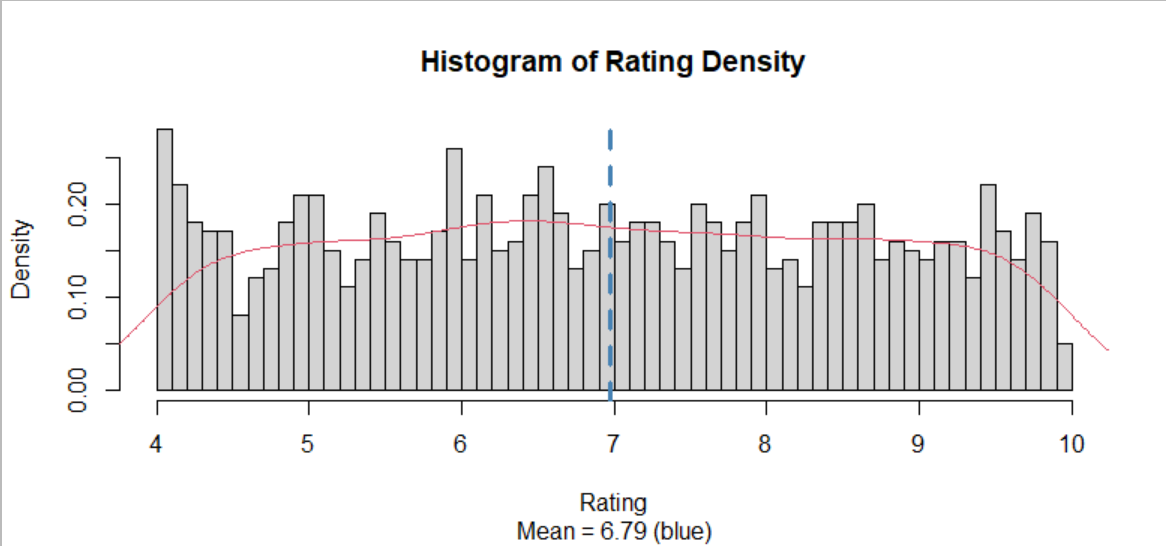 Histogram of Rating Density
Density
0.00
0.10
0.20
4 5 6 7 8 9 10
Rating
Mean = 6.79 (blue)